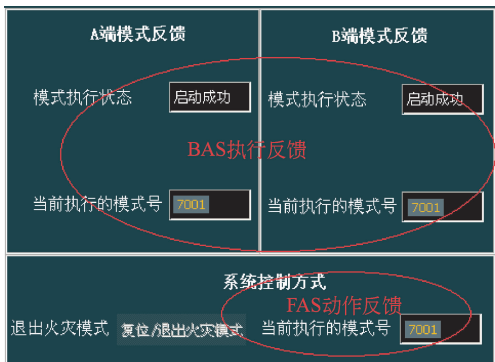 A端模式反馈
B端模式反馈
模式执行状态 启动成功
模式执行状态 启动成功
BAS执行反馈
当前执行的模式号 7001
当前执行的模式号 7001
系统控制方式
FAS动作反馈
退出火灾模式 复位/退出火灾模式 当前执行的模式号 7001